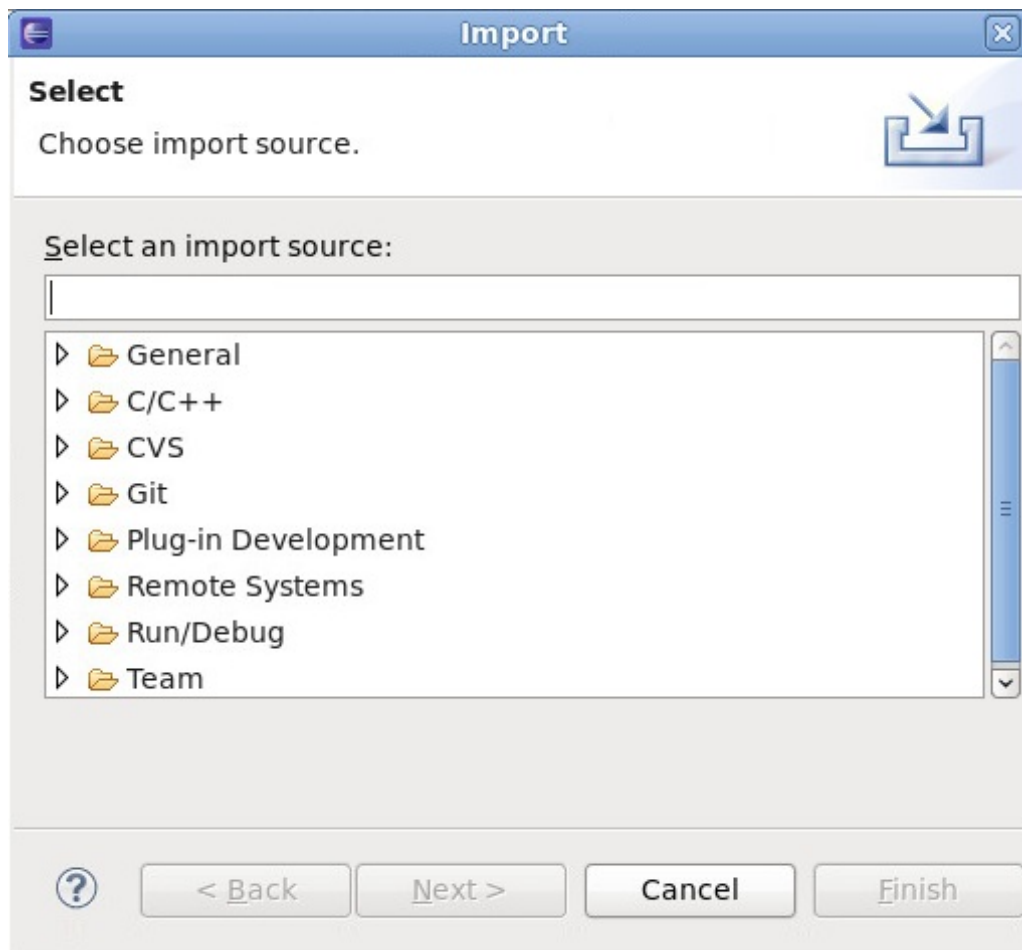 Import
Select
Choose import source.
Select an import source:
General
C/C++
CVS
Git
Plug-in Development
Remote Systems
Run/Debug
Team
? < Back Next > Cancel Finish